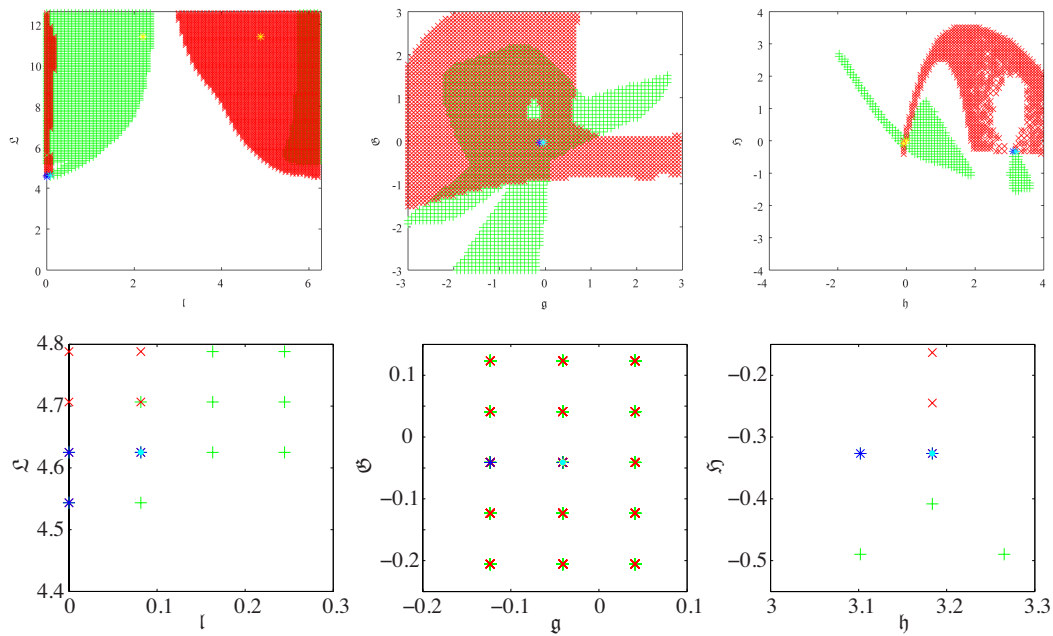 12
10
8
6
4
2
0
0 2 4 6
𝔏
𝔩
3
2
1
0
-1
-2
-3
-3 -2 -1 0 1 2 3
𝔊
𝔤
4
3
2
1
0
-1
-2
-3
-4
-4 -2 0 2 4
ℌ
𝔥
4.8
4.7
4.6
4.5
4.4
0 0.1 0.2 0.3
𝔏
𝔩
0.1
0
−0.1
−0.2
−0.2 −0.1 0 0.1
𝔊
𝔤
−0.2
−0.3
−0.4
−0.5
3 3.1 3.2 3.3
ℌ
𝔥